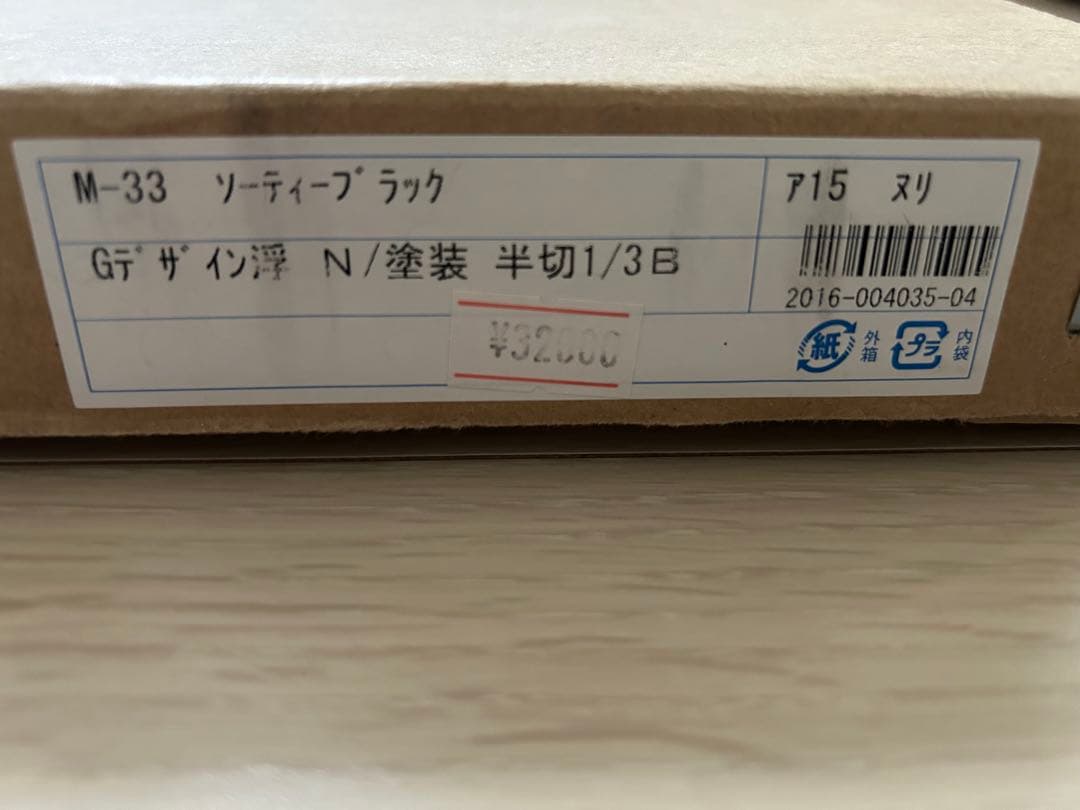 M-33 ソーティーブラック
ア15 ヌリ
Gデザイン浮 N/塗装 半切1/3B
2016-004035-04
¥32000
紙 外箱 プラ 内袋